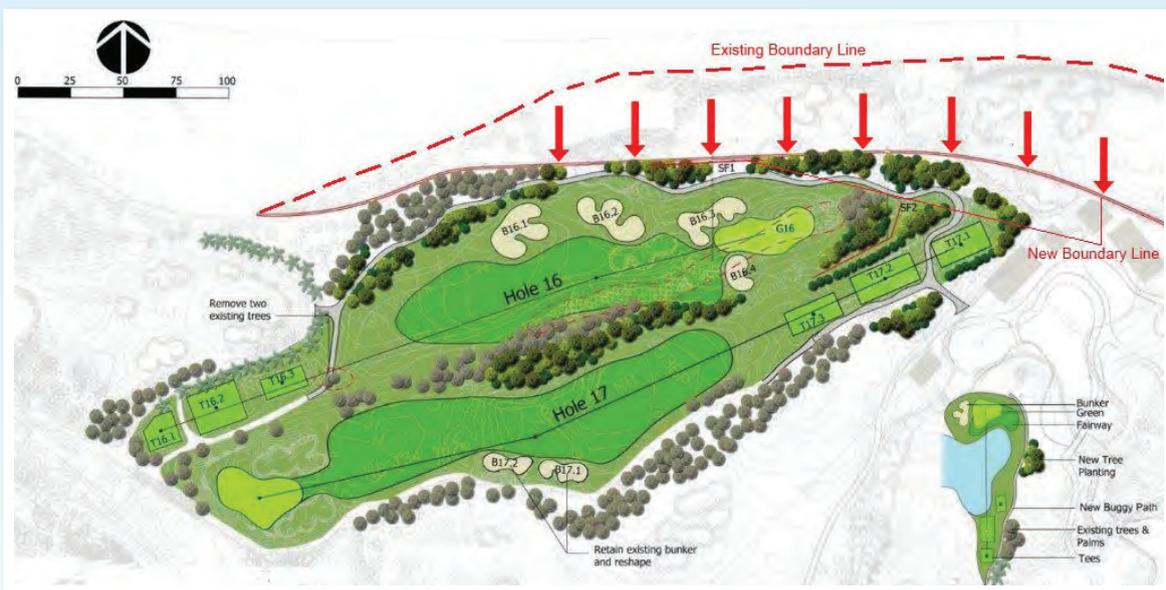 Existing Boundary Line
0 25 50 75 100
SF1
B16.1
B16.2
B16.3
G16
SF2
T17.1
New Boundary Line
B16.4
T17.2
Hole 16
Remove two
existing trees
T17.3
T16.3
T16.2
T16.1
Hole 17
B17.2
B17.1
Retain existing bunker
and reshape
Bunker
Green
Fairway
New Tree
Planting
New Buggy Path
Existing trees &
Palms
Tees